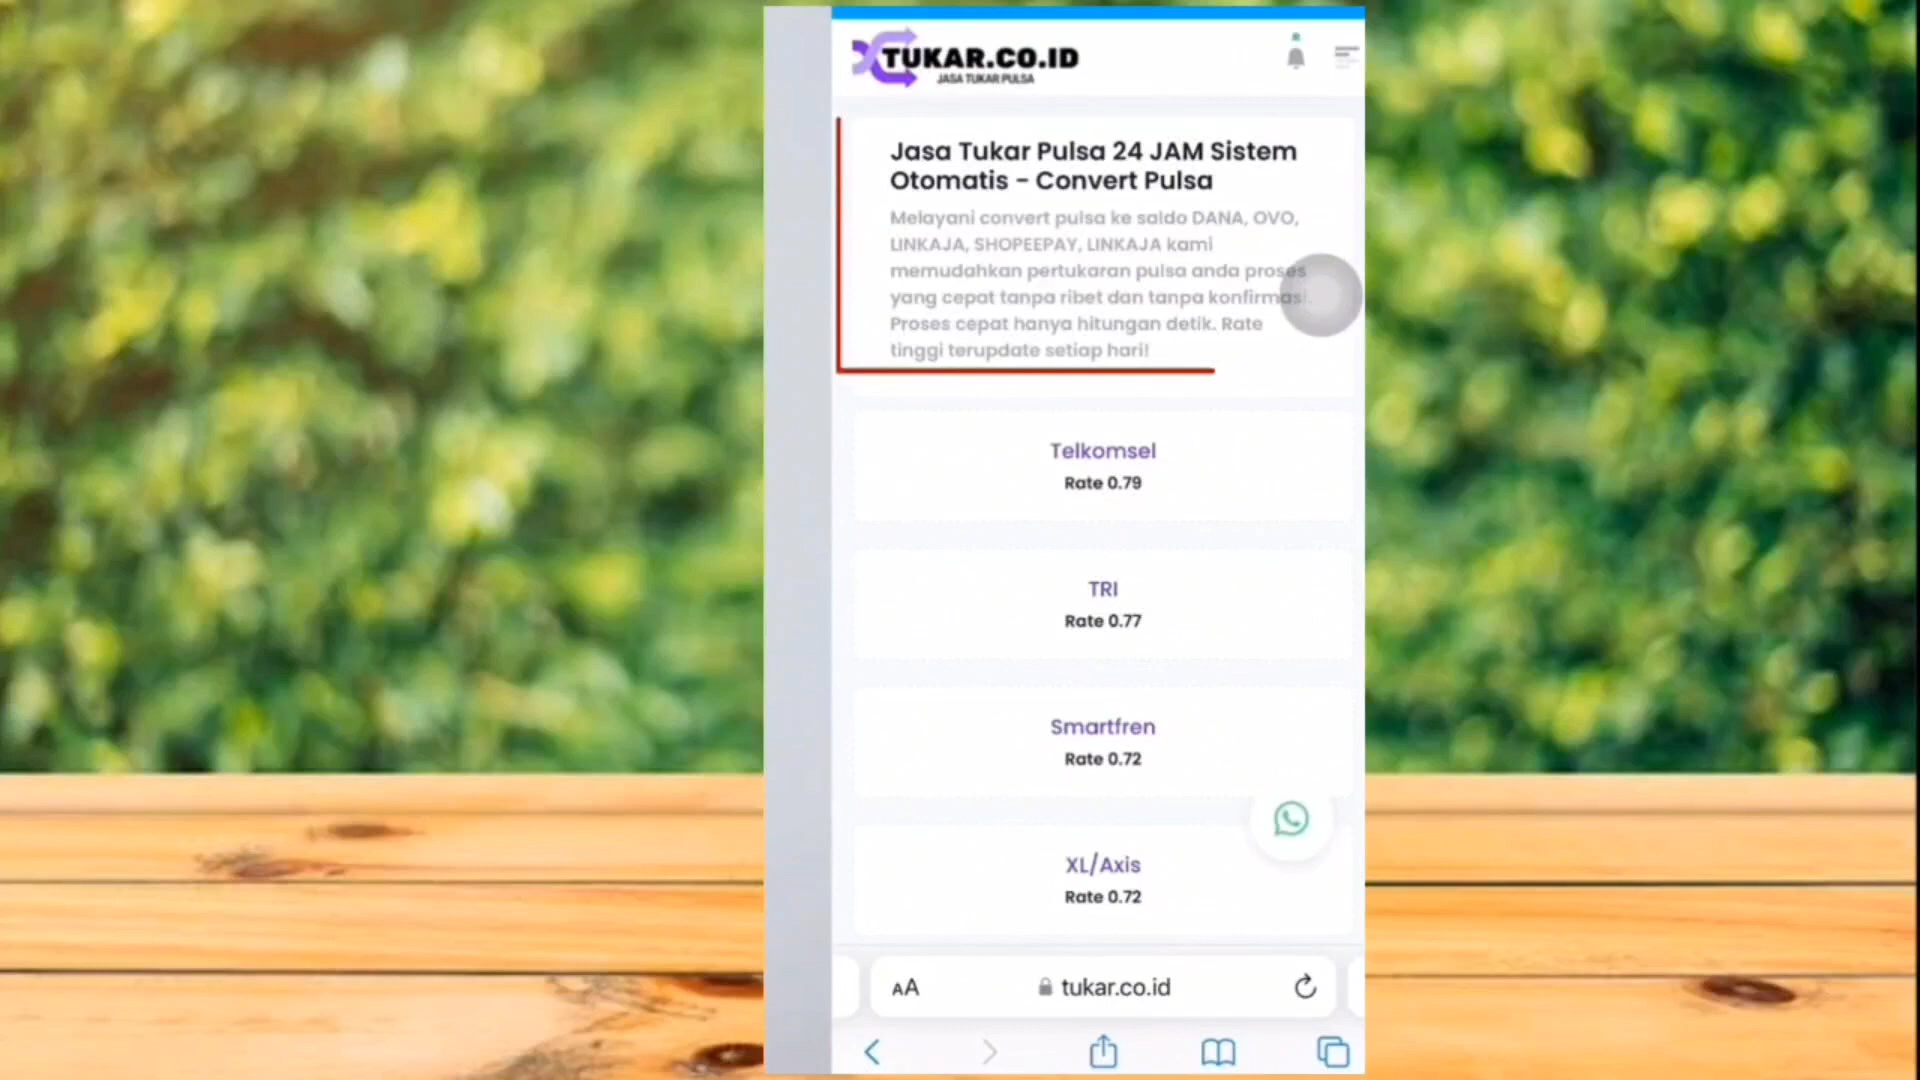 TUKAR.CO.ID
JASA TUKAR PULSA
Jasa Tukar Pulsa 24 JAM Sistem
Otomatis - Convert Pulsa
Melayani convert pulsa ke saldo DANA, OVO,
LINKAJA, SHOPEEPAY, LINKAJA kami
memudahkan pertukaran pulsa anda proses
yang cepat tanpa ribet dan tanpa konfirmasi.
Proses cepat hanya hitungan detik. Rate
tinggi terupdate setiap hari!
Telkomsel
Rate 0.79
TRI
Rate 0.77
Smartfren
Rate 0.72
XL/Axis
Rate 0.72
AA
tukar.co.id